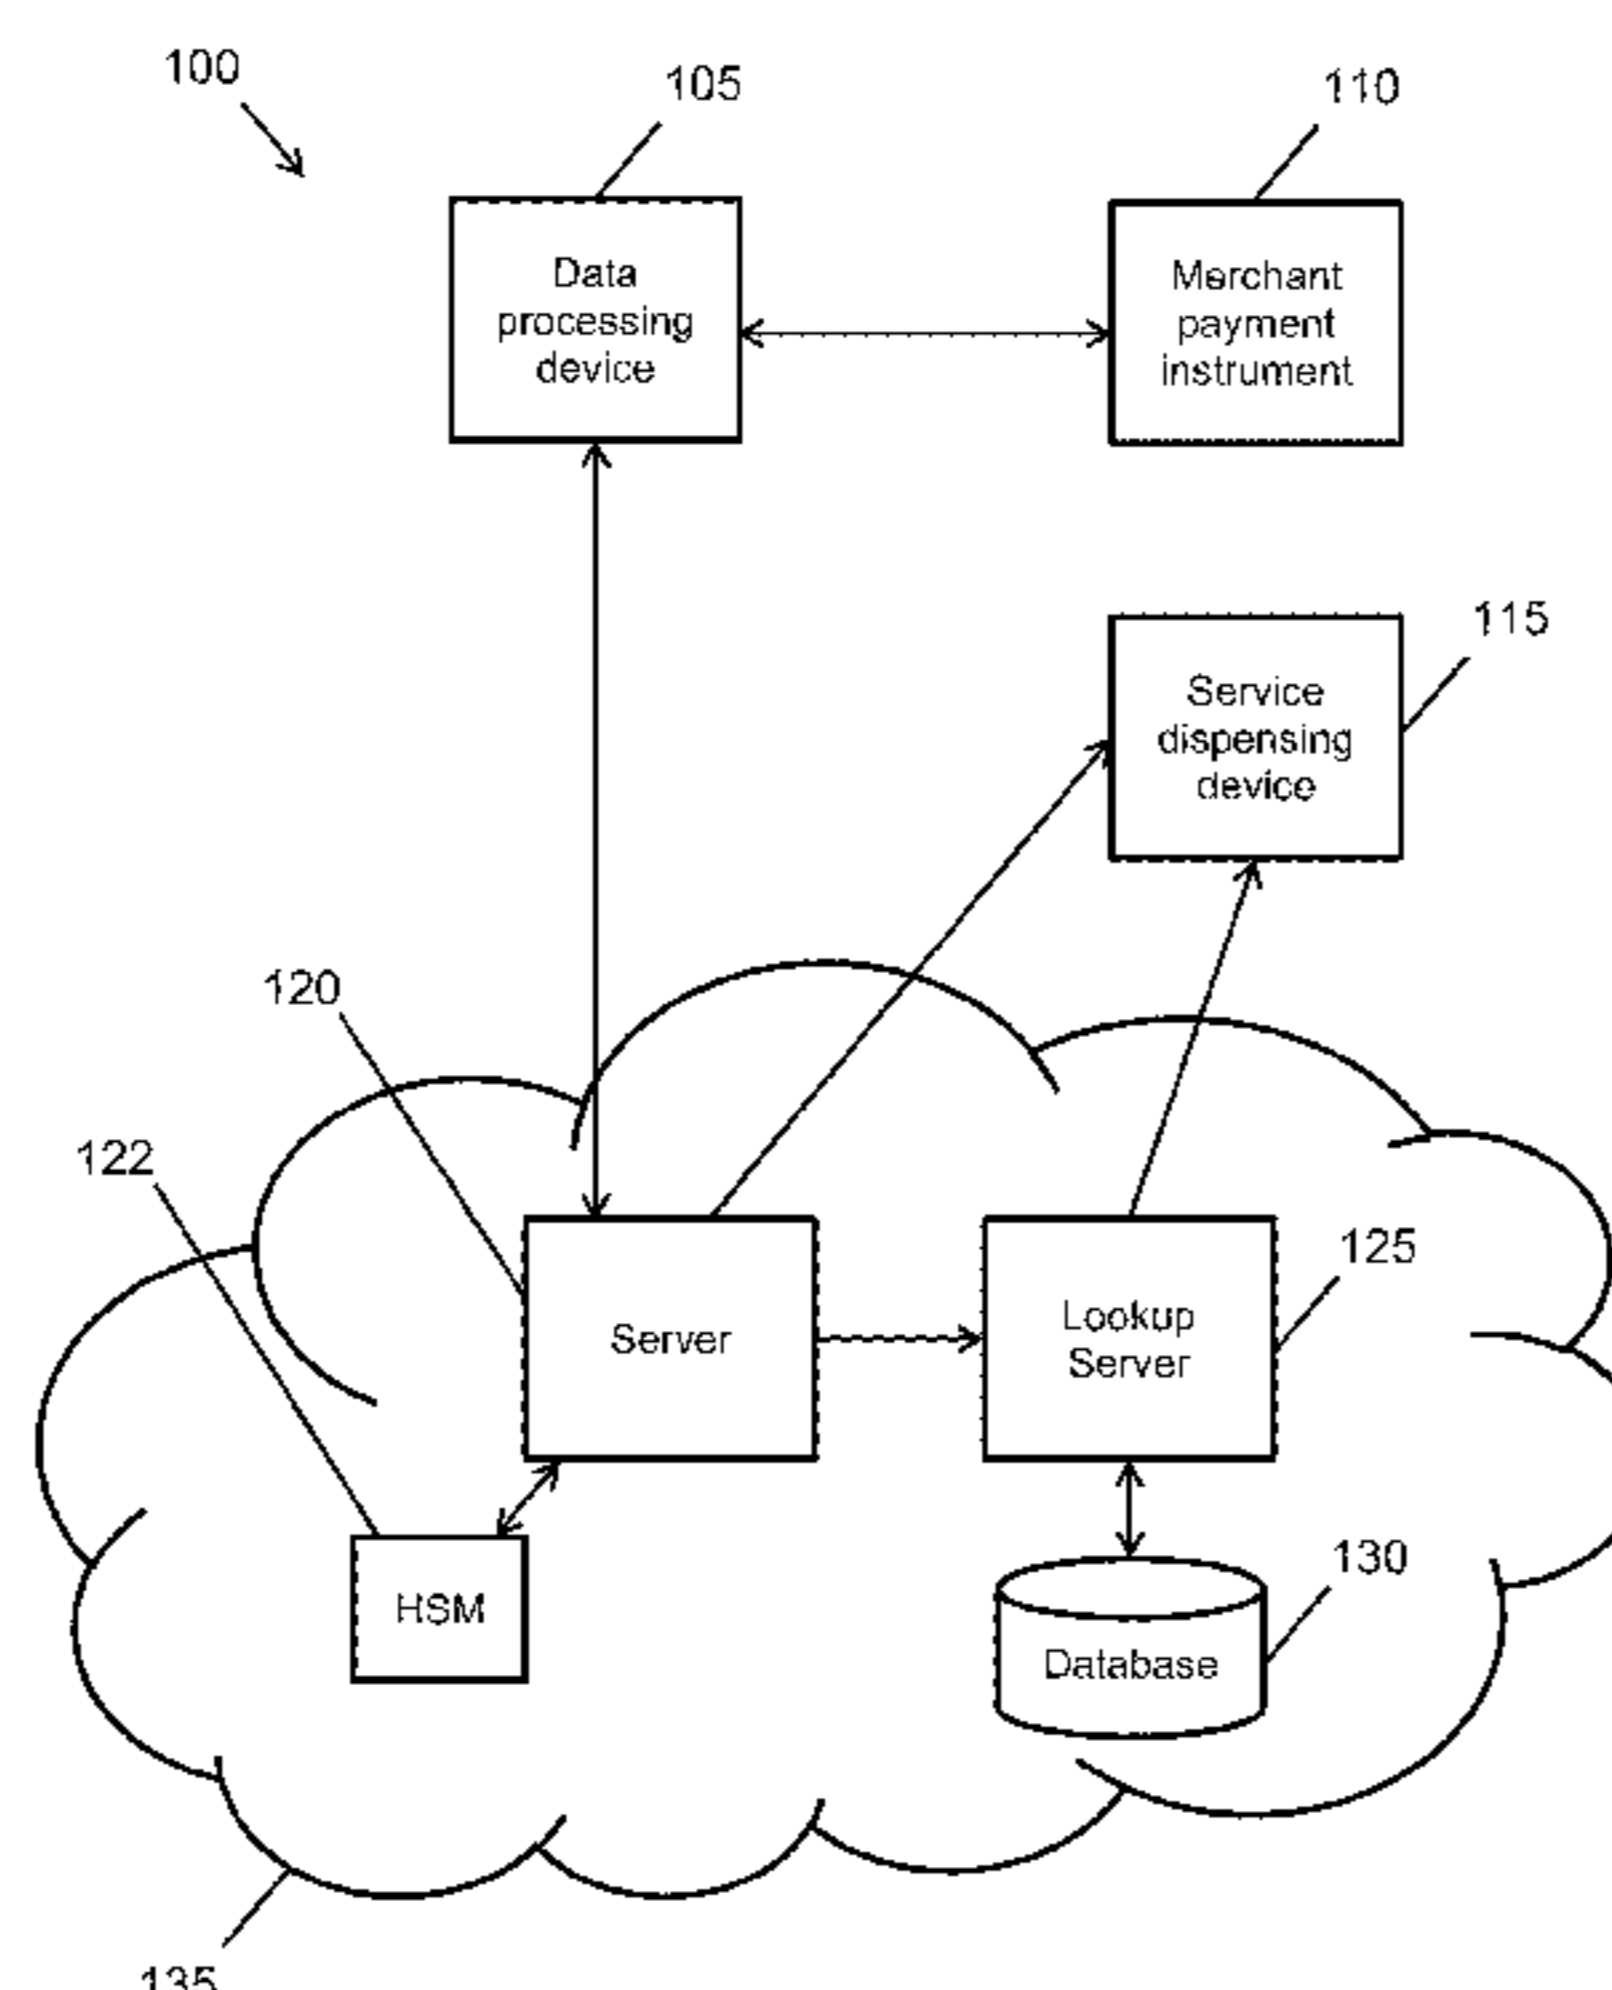 100
105
110
Data
processing
device
Merchant
payment
instrument
115
Service
dispensing
device
120
122
125
Server
Lookup
Server
130
HSM
Database
135